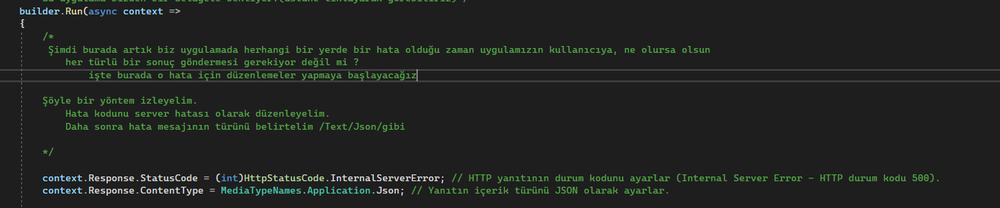 builder.Run(async context =>
{
/*
Şimdi burada artık biz uygulamada herhangi bir yerde bir hata olduğu zaman uygulamızın kullanıcıya, ne olursa olsun
her türlü bir sonuç göndermesi gerekiyor değil mi ?
işte burada o hata için düzenlemeler yapmaya başlayacağız
Şöyle bir yöntem izleyelim.
Hata kodunu server hatası olarak düzenleyelim.
Daha sonra hata mesajının türünü belirtelim /Text/Json/gibi
*/
context.Response.StatusCode = (int)HttpStatusCode.InternalServerError; // HTTP yanıtının durum kodunu ayarlar (Internal Server Error - HTTP durum kodu 500).
context.Response.ContentType = MediaTypeNames.Application.Json; // Yanıtın içerik türünü JSON olarak ayarlar.